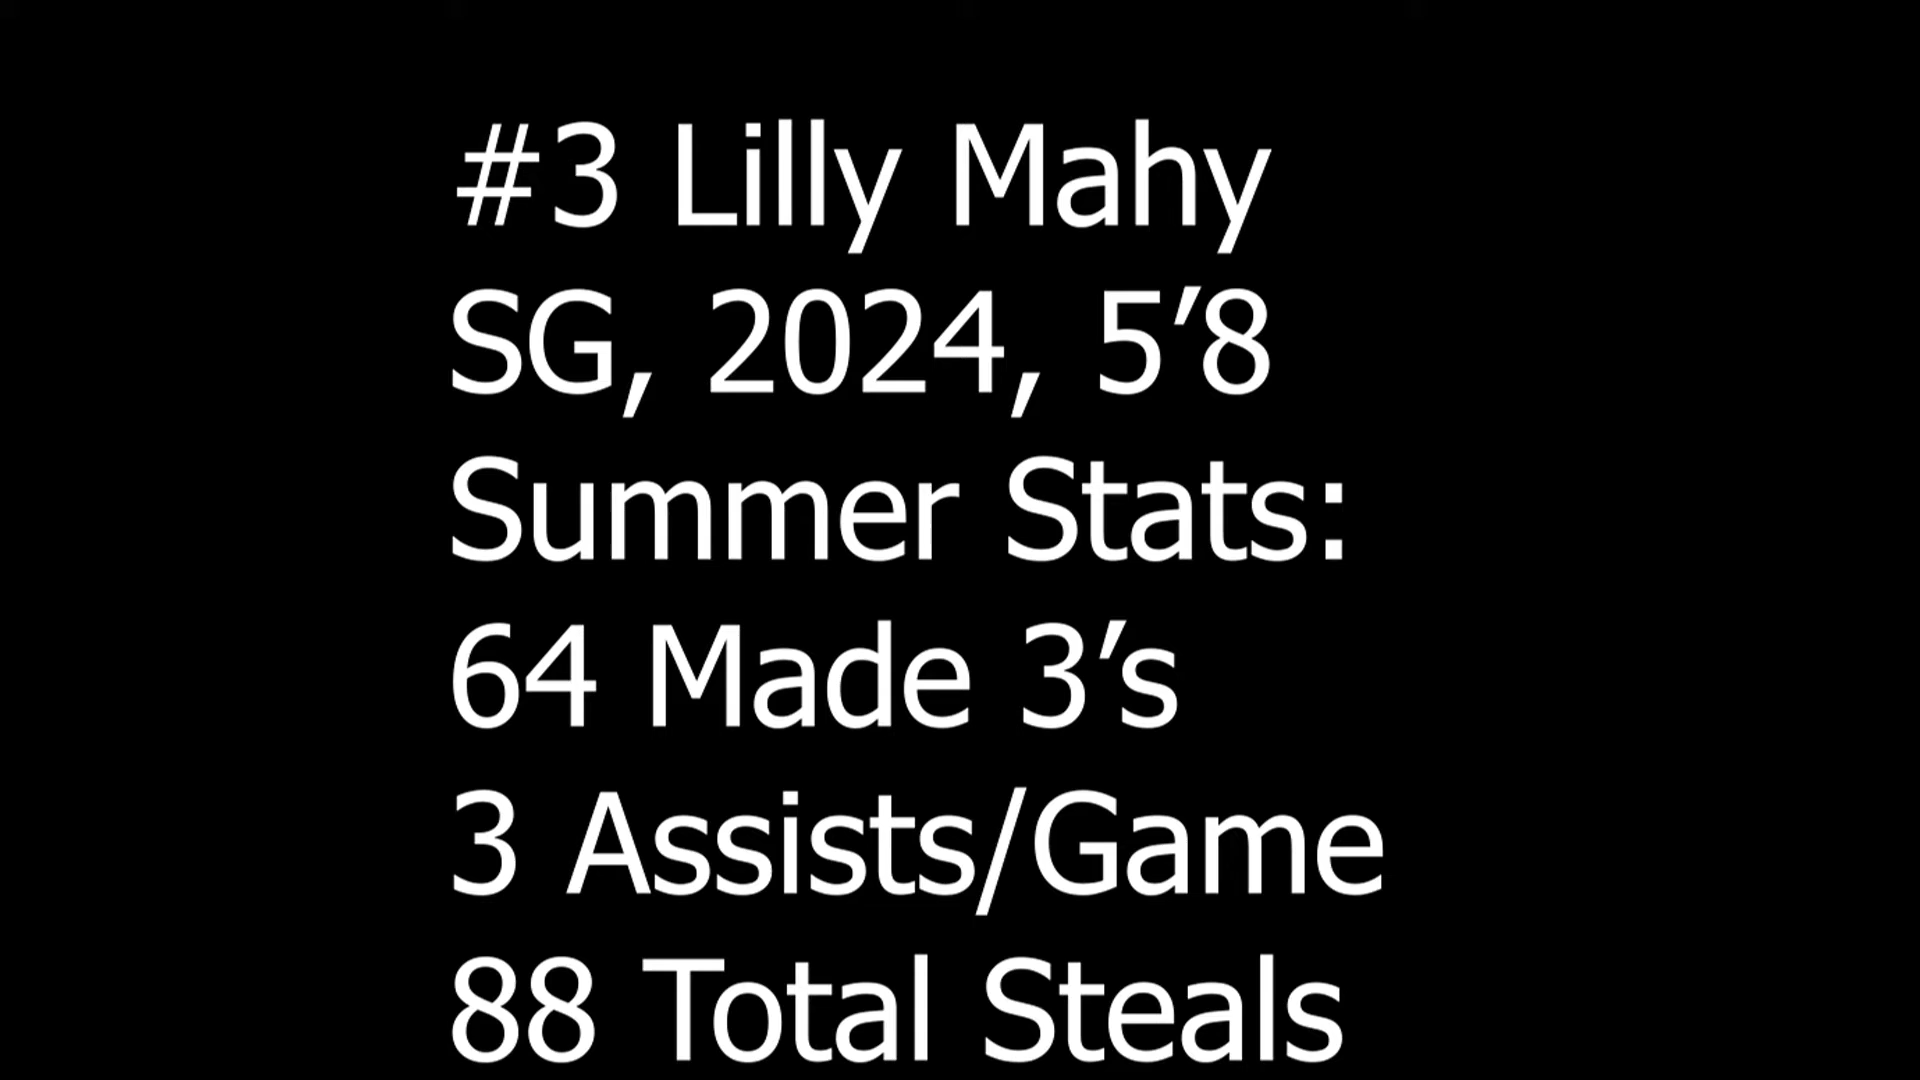 #3 Lilly Mahy
SG, 2024, 5’8
Summer Stats:
64 Made 3’s
3 Assists/Game
88 Total Steals